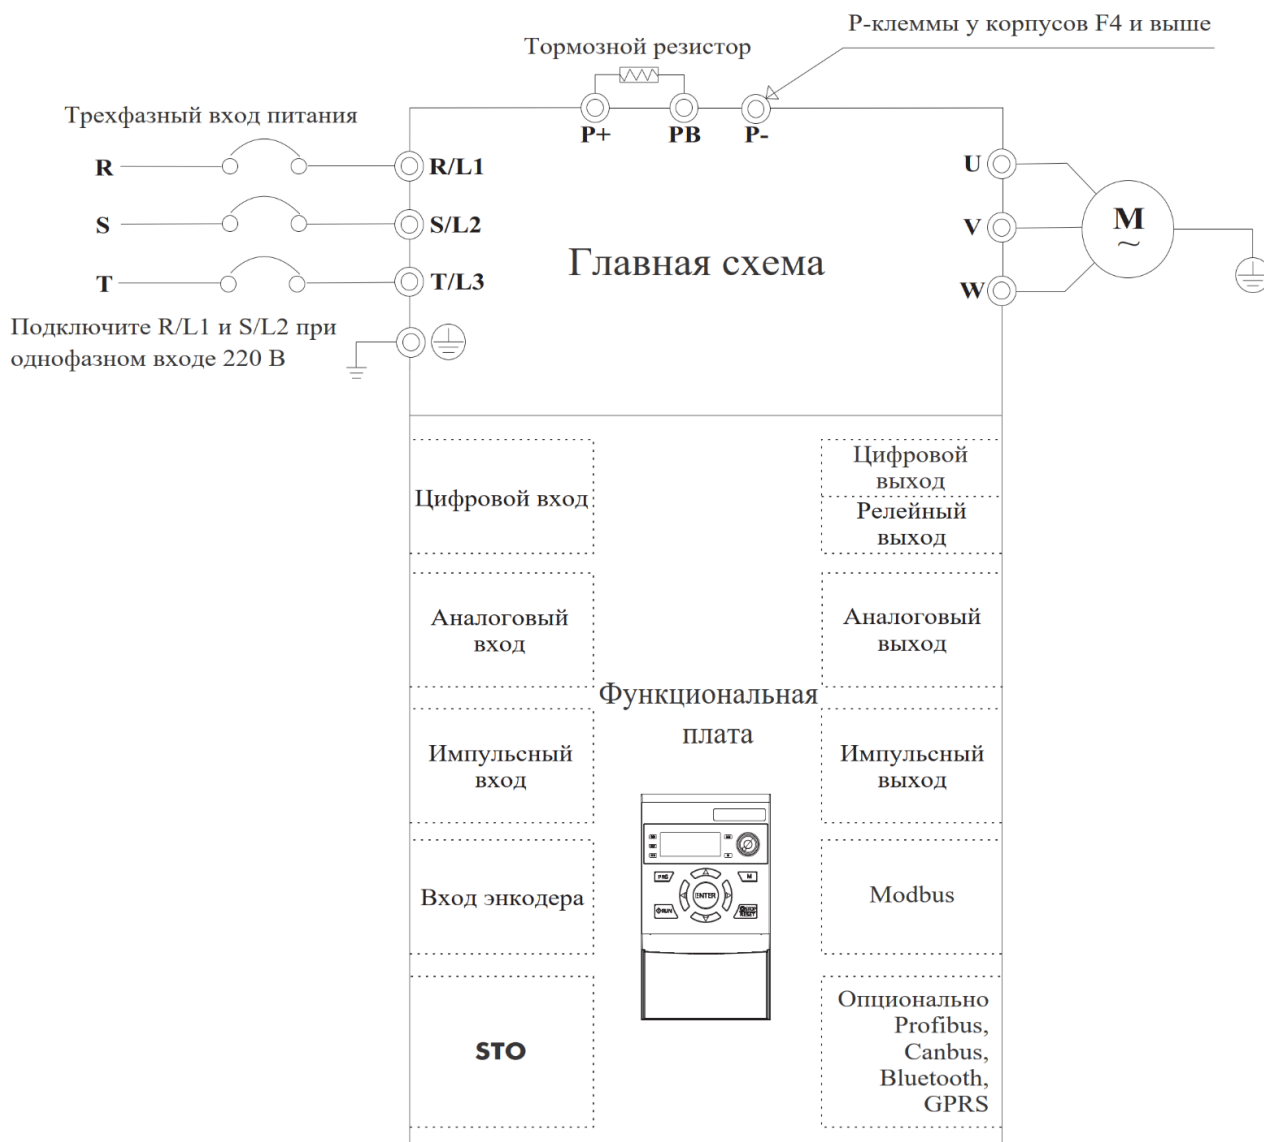 P-клеммы у корпусов F4 и выше
Тормозной резистор
P+
PB
P-
Трехфазный вход питания
R
R/L1
S
S/L2
T
T/L3
Подключите R/L1 и S/L2 при
однофазном входе 220 В
Главная схема
U
V
W
M
~
Цифровой вход
Цифровой
выход
Релейный
выход
Аналоговый
вход
Аналоговый
выход
Функциональная
плата
Импульсный
вход
Импульсный
выход
M
ENTER
RUN
Вход энкодера
Modbus
STO
Опционально
Profibus,
Canbus,
Bluetooth,
GPRS